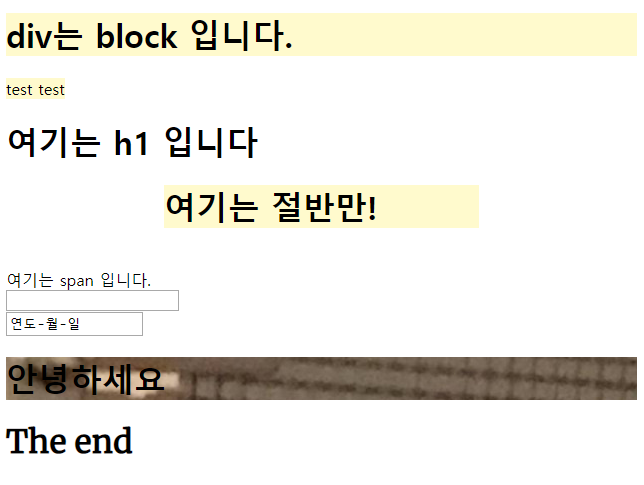 div는 block 입니다.
test test
여기는 h1 입니다
여기는 절반만!
여기는 span 입니다.
연도-월-일
안녕하세요
The end